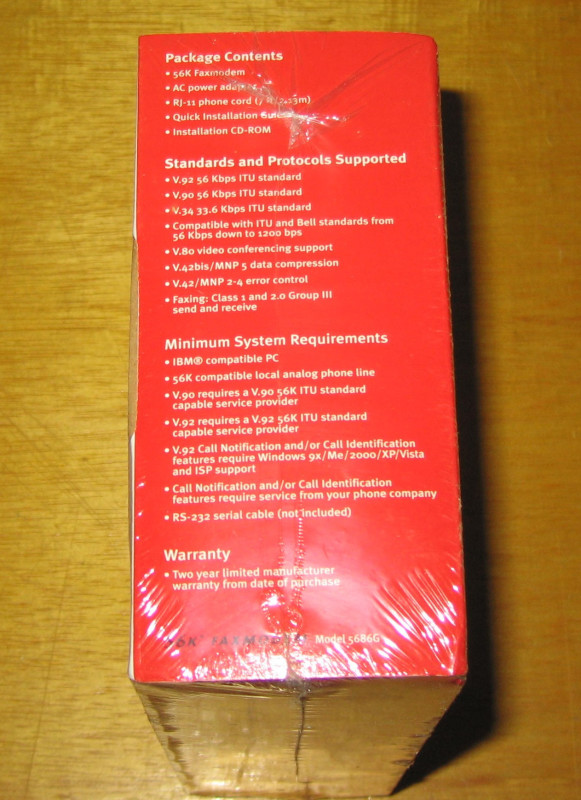 Package Contents
• 56K Faxmodem
• AC power adapter
• RJ-11 phone cord
• Quick Installation Guide
• Installation CD-ROM
Standards and Protocols Supported
• V.92 56 Kbps ITU standard
• V.90 56 Kbps ITU standard
• V.34 33.6 Kbps ITU standard
• Compatible with ITU and Bell standards from
56 Kbps down to 1200 bps
• V.80 video conferencing support
• V.42bis/MNP 5 data compression
• V.42/MNP 2-4 error control
• Faxing: Class 1 and 2.0 Group III
send and receive
Minimum System Requirements
• IBM® compatible PC
• 56K compatible local analog phone line
• V.90 requires a V.90 56K ITU standard
capable service provider
• V.92 requires a V.92 56K ITU standard
capable service provider
• V.92 Call Notification and/or Call Identification
features require Windows 9x/Me/2000/XP/Vista
and ISP support
• Call Notification and/or Call Identification
features require service from your phone company
• RS-232 serial cable (not included)
Warranty
• Two year limited manufacturer
warranty from date of purchase
56K* FAXMODEM Model 5686G